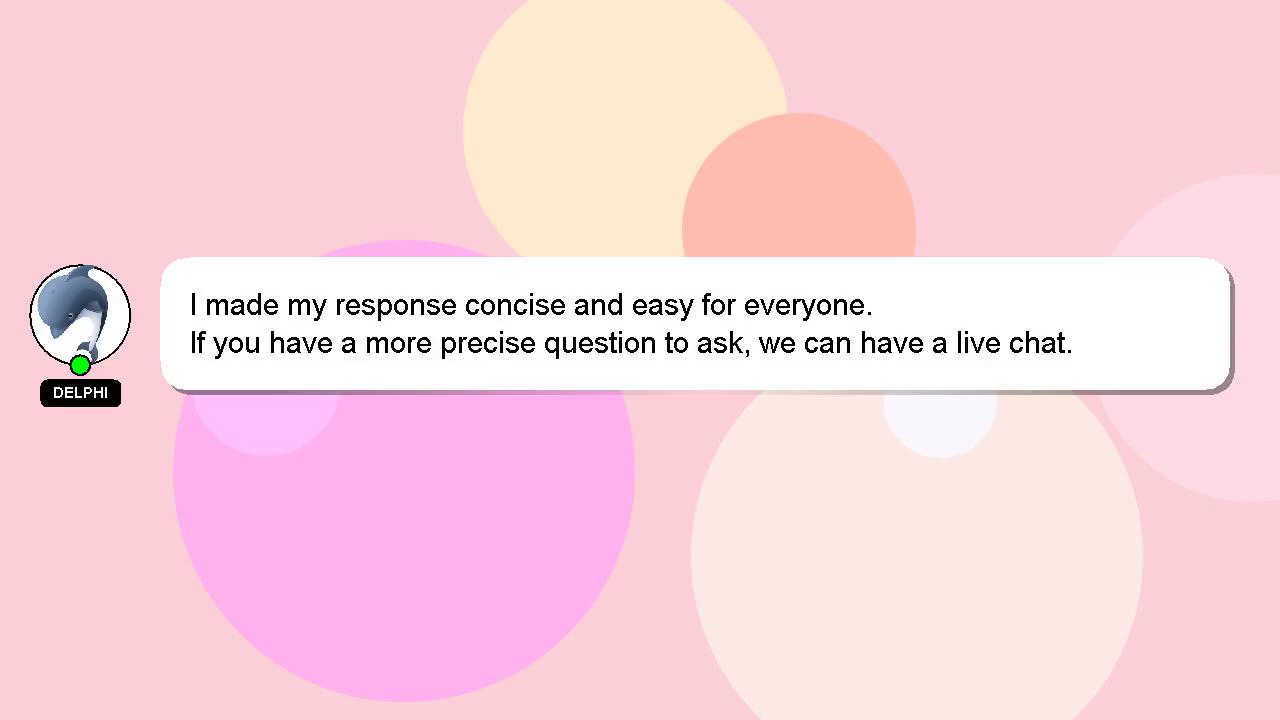 I made my response concise and easy for everyone.
If you have a more precise question to ask, we can have a live chat.
DELPHI